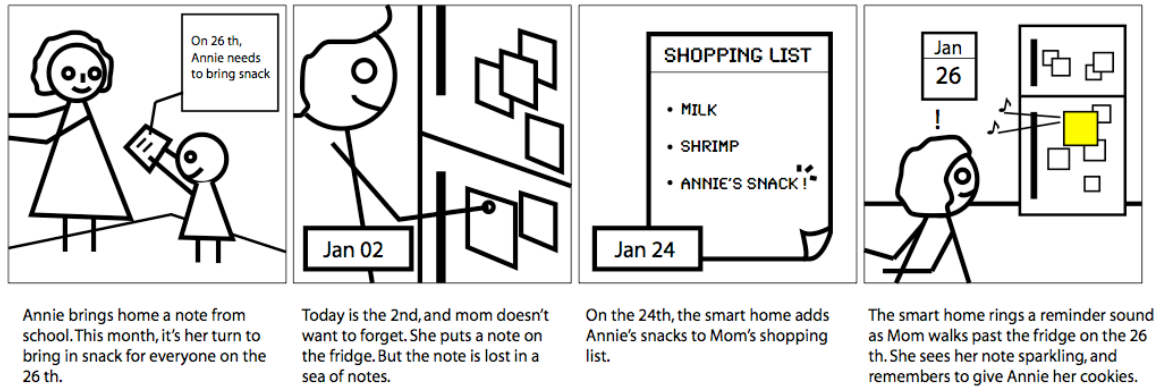 On 26 th,
Annie needs
to bring snack
Jan 02
SHOPPING LIST
• MILK
• SHRIMP
• ANNIE'S SNACK !
Jan 24
Jan
26
!
Annie brings home a note from
school. This month, it's her turn to
bring in snack for everyone on the
26 th.
Today is the 2nd, and mom doesn't
want to forget. She puts a note on
the fridge. But the note is lost in a
sea of notes.
On the 24th, the smart home adds
Annie's snacks to Mom's shopping
list.
The smart home rings a reminder sound
as Mom walks past the fridge on the 26
th. She sees her note sparkling, and
remembers to give Annie her cookies.